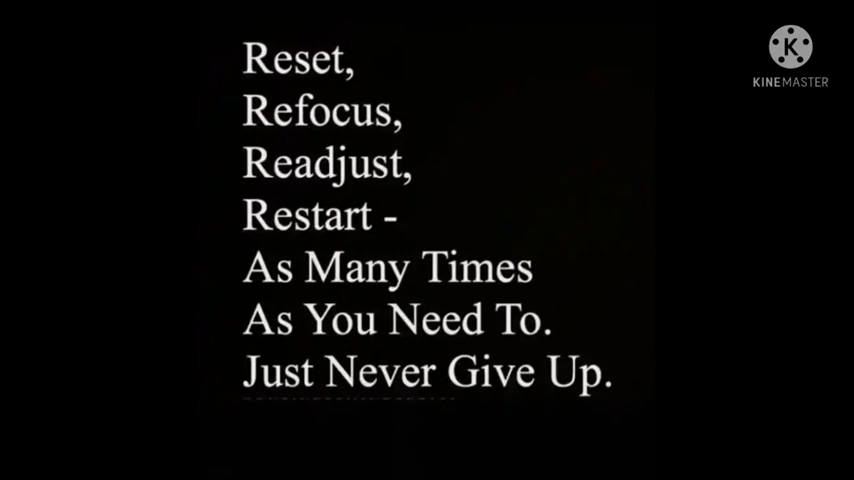 Reset,
Refocus,
Readjust,
Restart -
As Many Times
As You Need To.
Just Never Give Up.
K
KINEMASTER